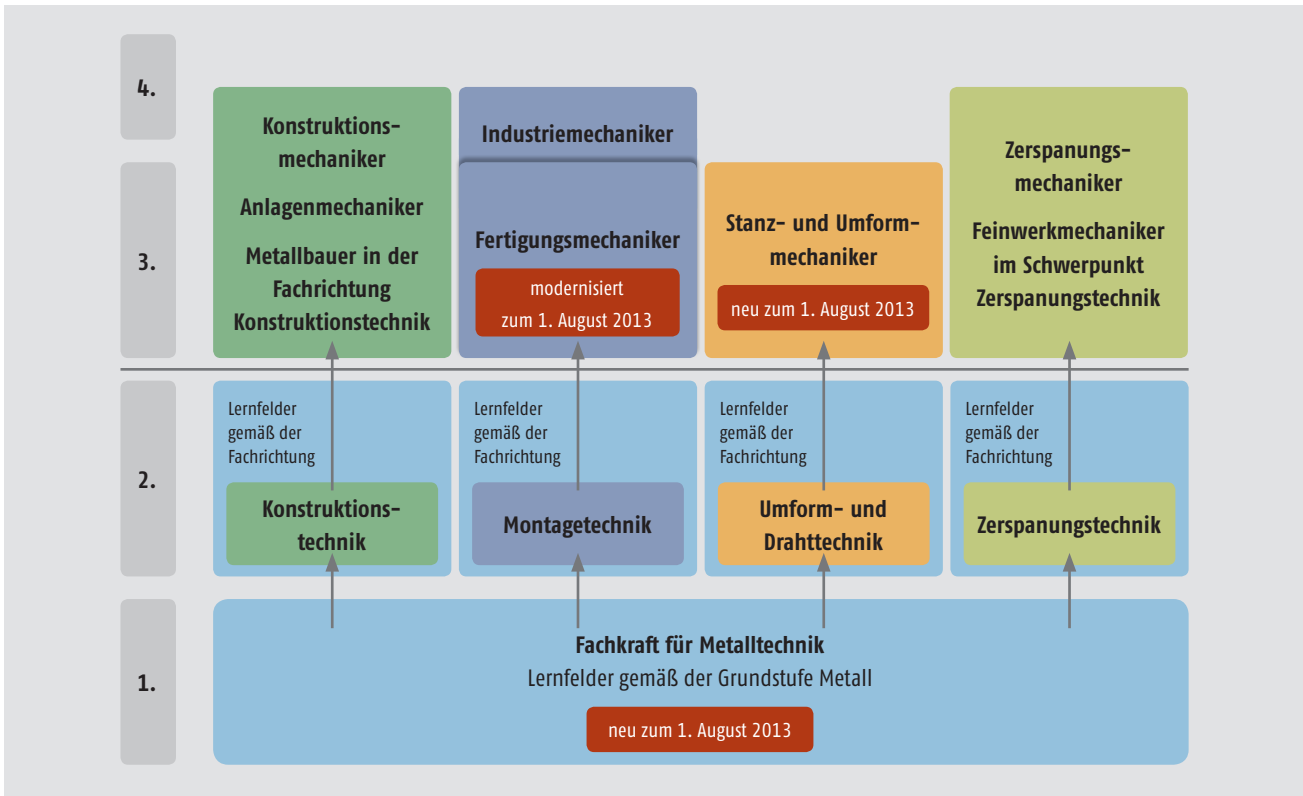 4.
Konstruktions-
mechaniker
Anlagenmechaniker
Metallbauer in der
Fachrichtung
Konstruktionstechnik
Industriemechaniker
Fertigungsmechaniker
modernisiert
zum 1. August 2013
Stanz- und Umform-
mechaniker
neu zum 1. August 2013
Zerspanungs-
mechaniker
Feinwerkmechaniker
im Schwerpunkt
Zerspanungstechnik
3.
2.
Lernfelder
gemäß der
Fachrichtung
Konstruktions-
technik
Lernfelder
gemäß der
Fachrichtung
Montagetechnik
Lernfelder
gemäß der
Fachrichtung
Umform- und
Drahttechnik
Lernfelder
gemäß der
Fachrichtung
Zerspanungstechnik
1.
Fachkraft für Metalltechnik
Lernfelder gemäß der Grundstufe Metall
neu zum 1. August 2013